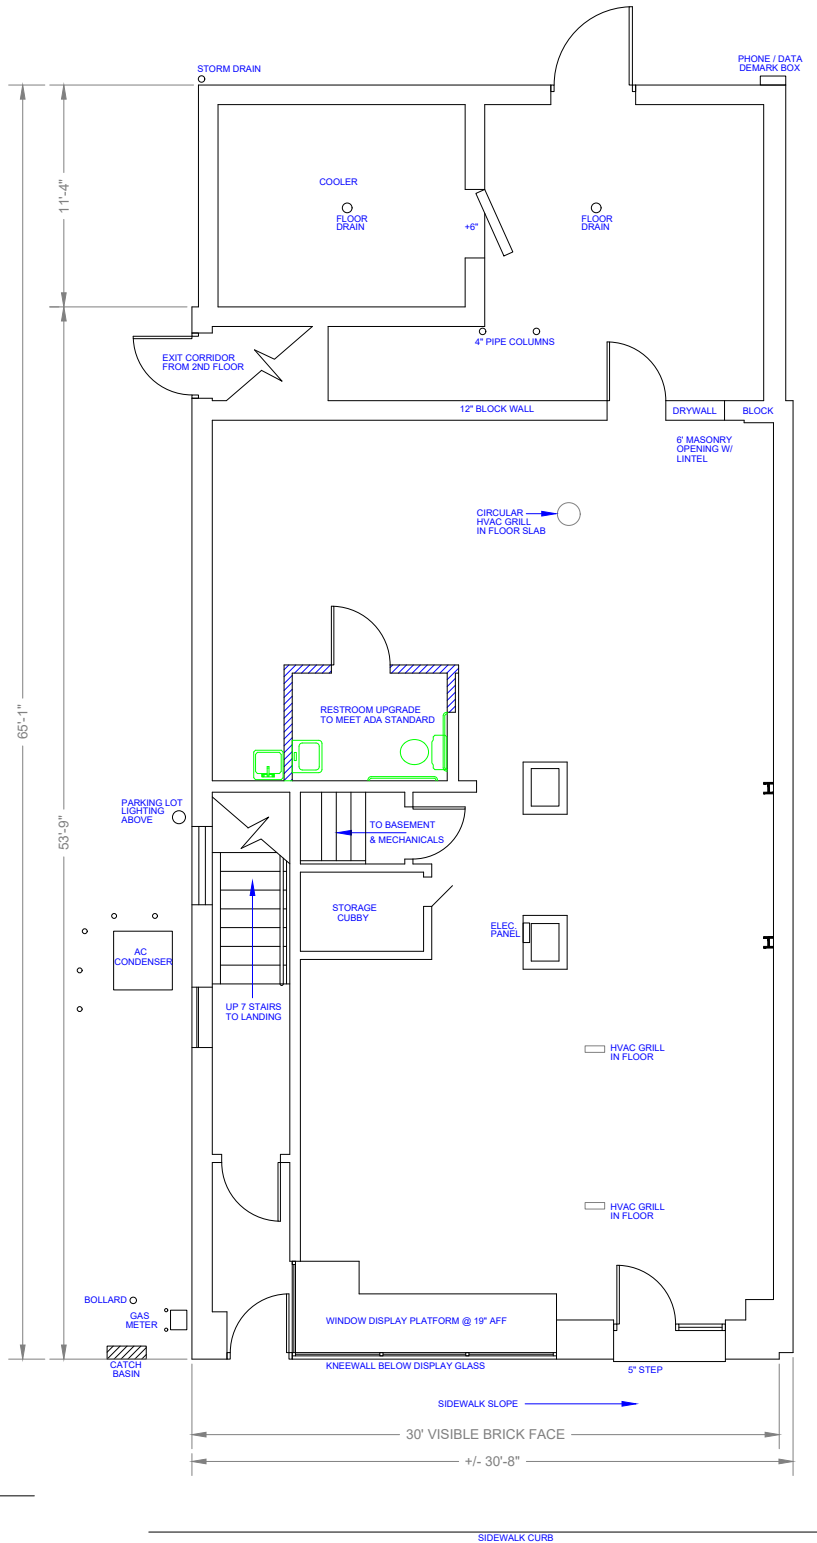 STORM DRAIN
PHONE / DATA
DEMARK BOX
11'-4"
COOLER
FLOOR
DRAIN
+6"
FLOOR
DRAIN
4" PIPE COLUMNS
EXIT CORRIDOR
FROM 2ND FLOOR
12" BLOCK WALL
DRYWALL
BLOCK
6' MASONRY
OPENING W/
LINTEL
CIRCULAR
HVAC GRILL
IN FLOOR SLAB
65'-1"
RESTROOM UPGRADE
TO MEET ADA STANDARD
53'-9"
PARKING LOT
LIGHTING
ABOVE
TO BASEMENT
& MECHANICALS
STORAGE
CUBBY
ELEC.
PANEL
AC
CONDENSER
UP 7 STAIRS
TO LANDING
HVAC GRILL
IN FLOOR
HVAC GRILL
IN FLOOR
BOLLARD
GAS
METER
WINDOW DISPLAY PLATFORM @ 19" AFF
CATCH
BASIN
KNEEWALL BELOW DISPLAY GLASS
5" STEP
SIDEWALK SLOPE
30' VISIBLE BRICK FACE
+/- 30'-8"
SIDEWALK CURB